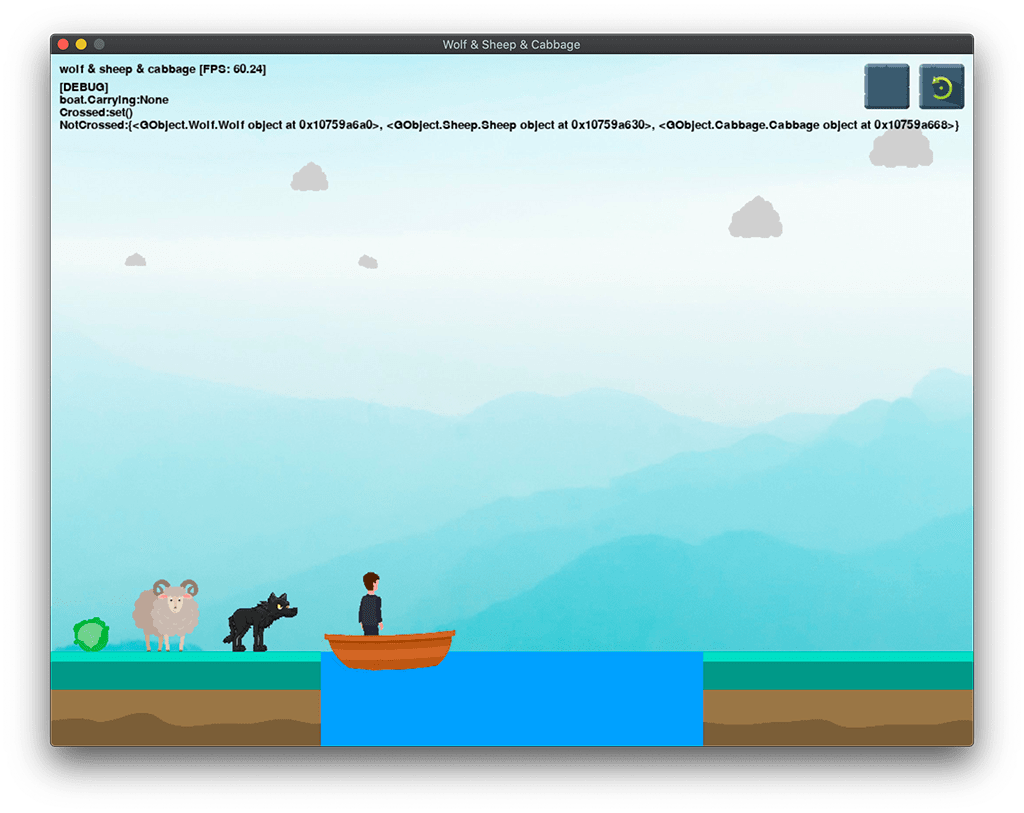 Wolf & Sheep & Cabbage
wolf & sheep & cabbage [FPS: 60.24]
[DEBUG]
boat.Carrying:None
Crossed:set()
NotCrossed:{<GObject.Wolf.Wolf object at 0x10759a6a0>, <GObject.Sheep.Sheep object at 0x10759a630>, <GObject.Cabbage.Cabbage object at 0x10759a668>}